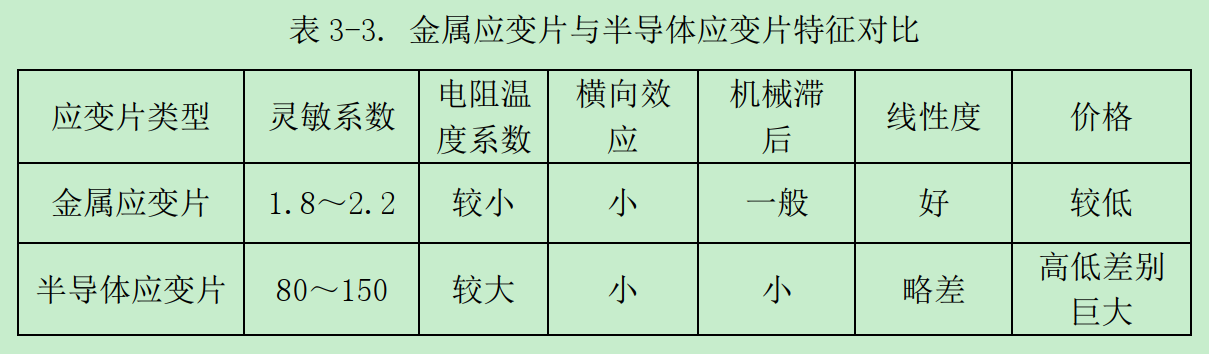 表 3-3. 金属应变片与半导体应变片特征对比
应变片类型 灵敏系数 电阻温度系数 横向效应 机械滞后 线性度 价格
金属应变片 1.8～2.2 较小 小 一般 好 较低
半导体应变片 80～150 较大 小 小 略差 高低差别巨大